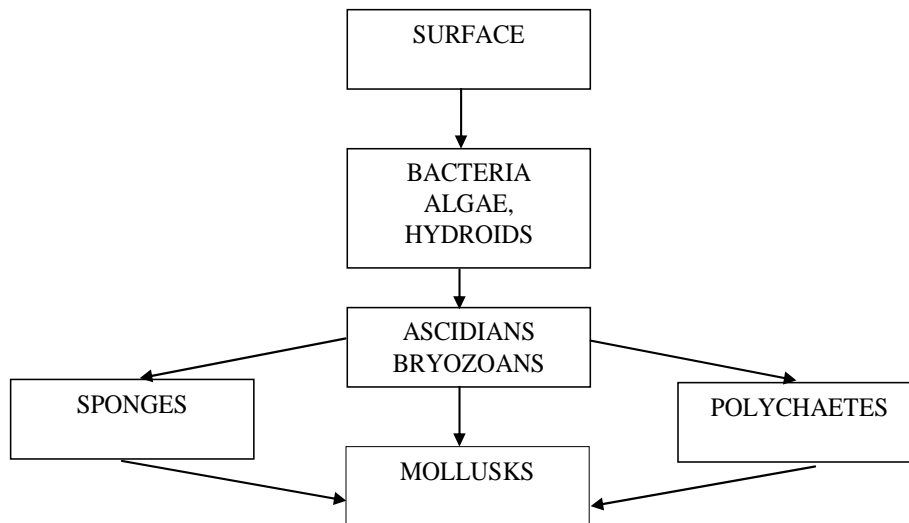 SURFACE
BACTERIA
ALGAE,
HYDROIDS
ASCIDIANS
BRYOZOANS
SPONGES
POLYCHAETES
MOLLUSKS